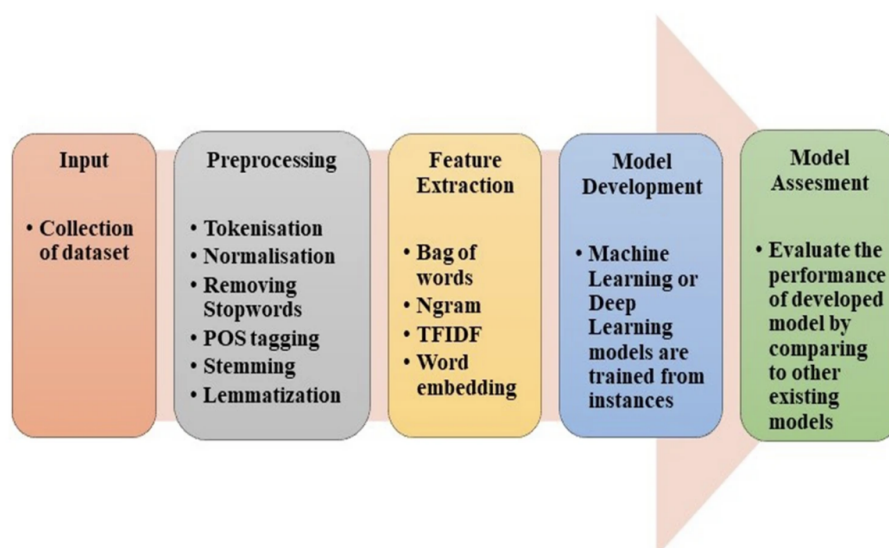 Input
• Collection
of dataset
Preprocessing
• Tokenisation
• Normalisation
• Removing
Stopwords
• POS tagging
• Stemming
• Lemmatization
Feature
Extraction
• Bag of
words
• Ngram
• TFIDF
• Word
embedding
Model
Development
• Machine
Learning or
Deep
Learning
models are
trained from
instances
Model
Assesment
• Evaluate the
performance
of developed
model by
comparing
to other
existing
models